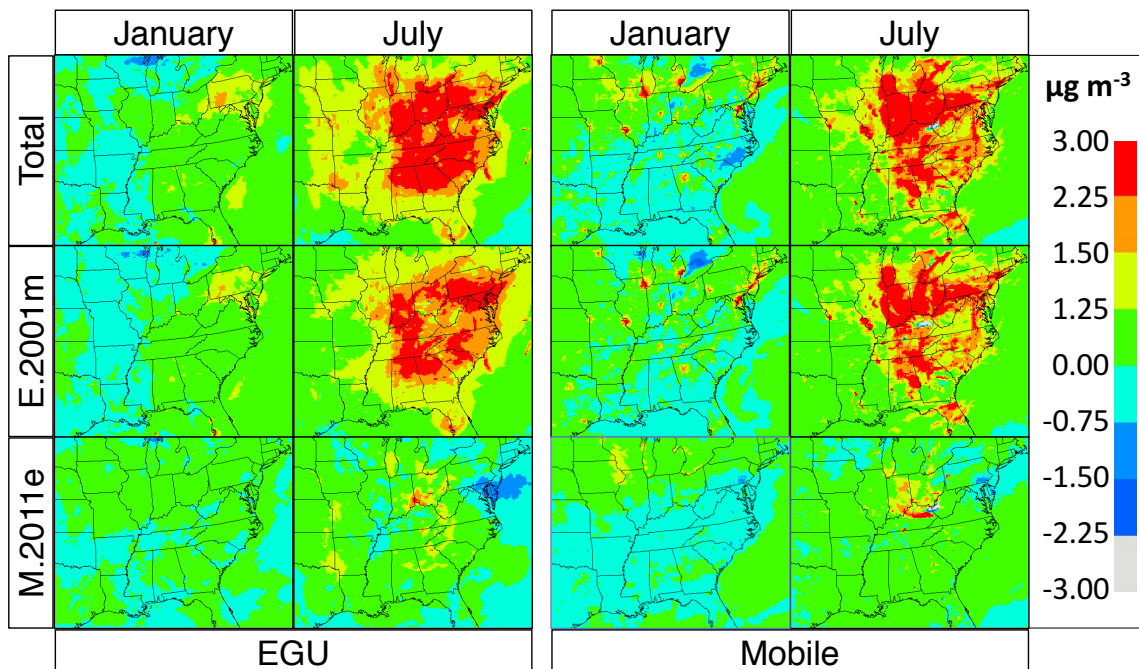 January July January July
µg m-3
Total
3.00
2.25
1.50
1.25
E.2001m
0.00
-0.75
-1.50
M.2011e
-2.25
-3.00
EGU Mobile